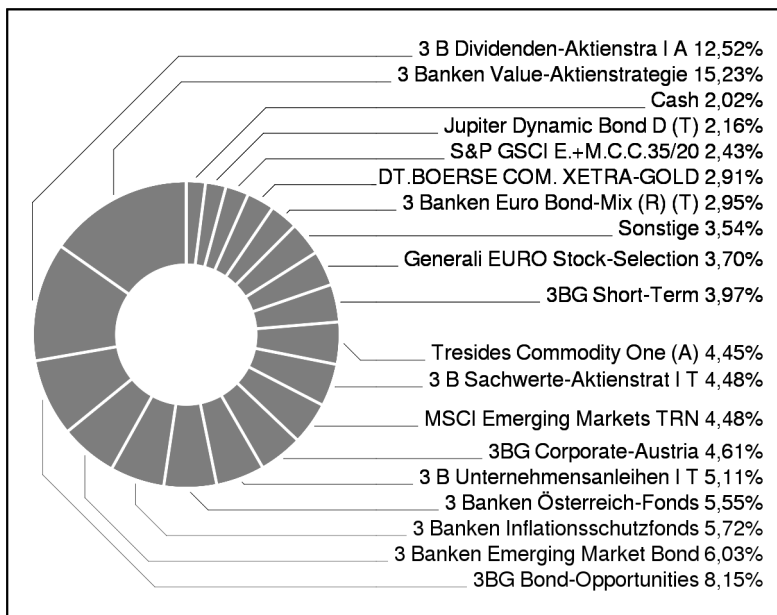 3 B Dividenden-Aktienstra I A 12,52%
3 Banken Value-Aktienstrategie 15,23%
Cash 2,02%
Jupiter Dynamic Bond D (T) 2,16%
S&P GSCI E.+M.C.C.35/20 2,43%
DT.BOERSE COM. XETRA-GOLD 2,91%
3 Banken Euro Bond-Mix (R) (T) 2,95%
Sonstige 3,54%
Generali EURO Stock-Selection 3,70%
3BG Short-Term 3,97%
Tresides Commodity One (A) 4,45%
3 B Sachwerte-Aktienstrat I T 4,48%
MSCI Emerging Markets TRN 4,48%
3BG Corporate-Austria 4,61%
3 B Unternehmensanleihen I T 5,11%
3 Banken Österreich-Fonds 5,55%
3 Banken Inflationsschutzfonds 5,72%
3 Banken Emerging Market Bond 6,03%
3BG Bond-Opportunities 8,15%